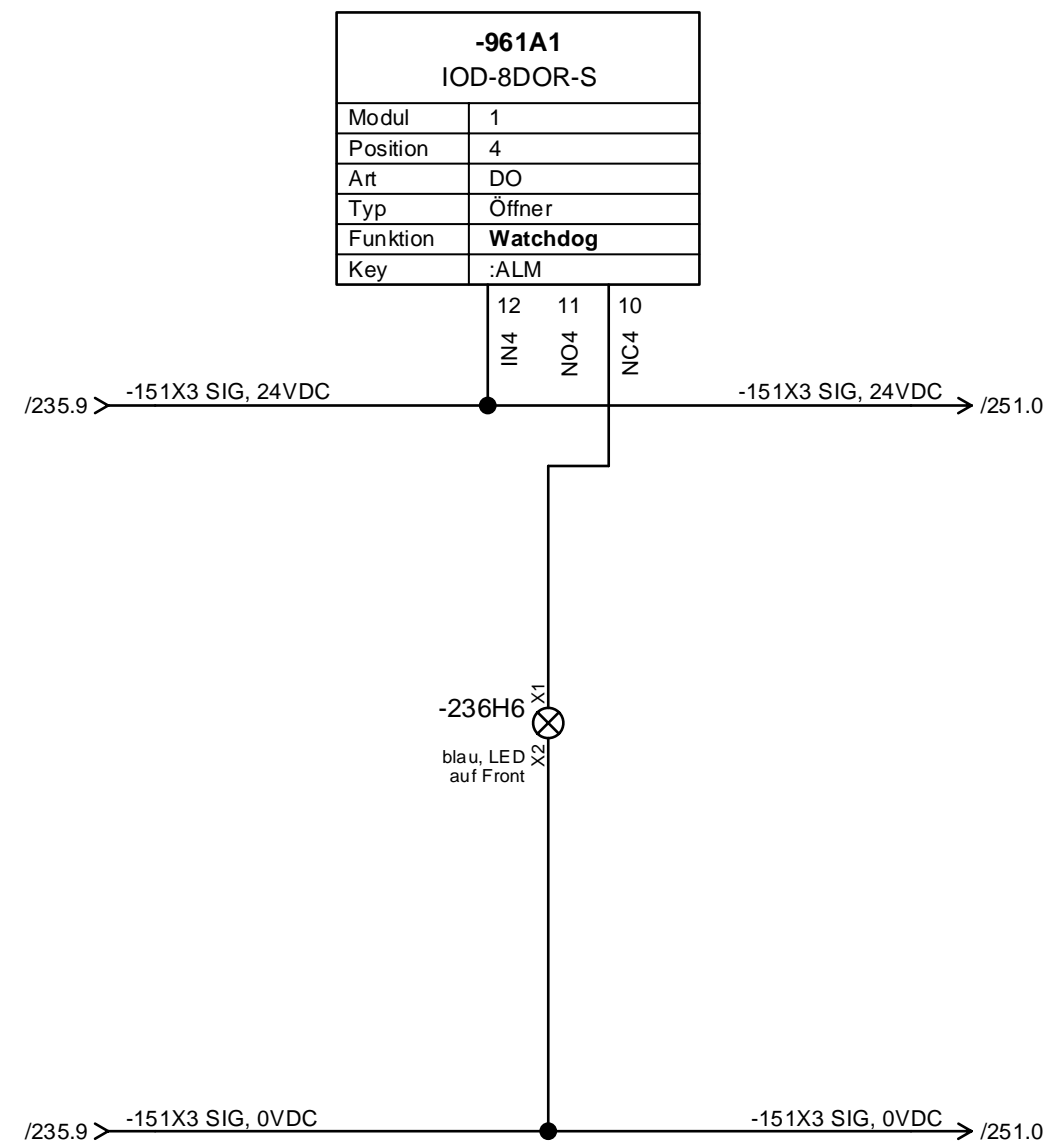 -961A1
IOD-8DOR-S
Modul 1
Position 4
Art DO
Typ Öffner
Funktion Watchdog
Key :ALM
12 11 10
IN4 NO4 NC4
/235.9 -151X3 SIG, 24VDC -151X3 SIG, 24VDC /251.0
X1
-236H6
X2
blau, LED
auf Front
/235.9 -151X3 SIG, 0VDC -151X3 SIG, 0VDC /251.0